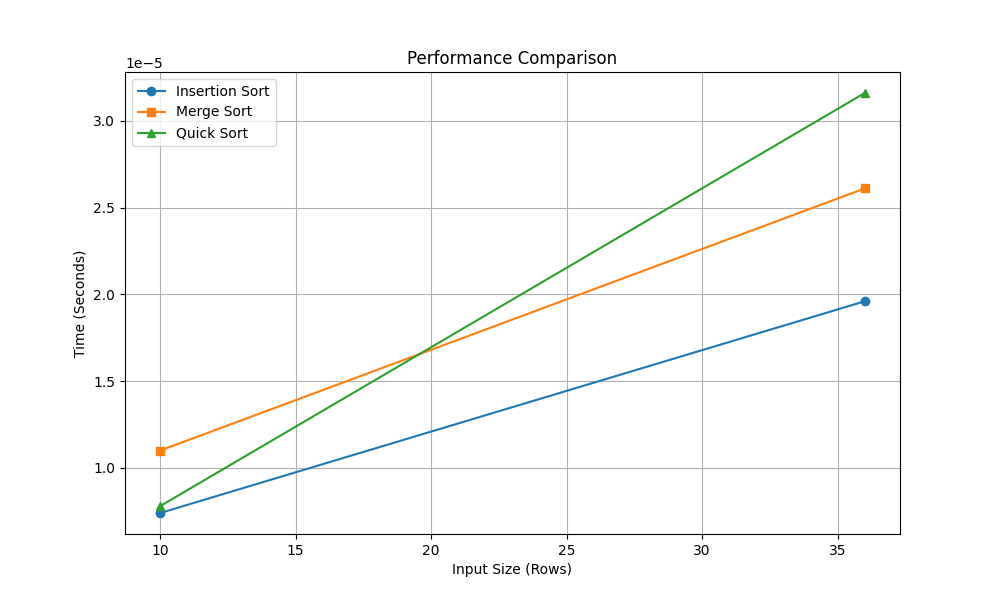 Performance Comparison
1e−5
Insertion Sort
Merge Sort
Quick Sort
3.0
2.5
2.0
1.5
1.0
Time (Seconds)
10 15 20 25 30 35
Input Size (Rows)